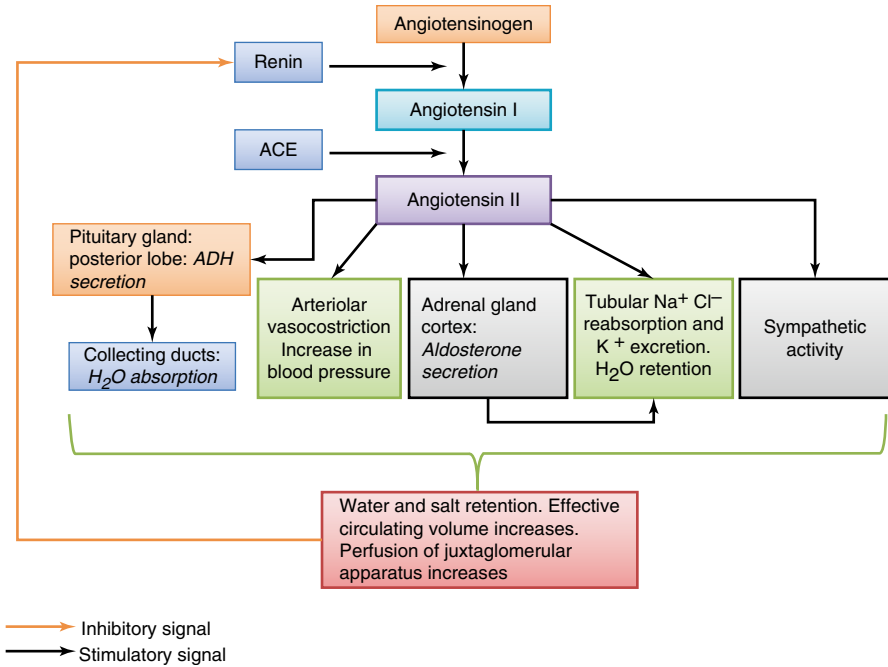 Angiotensinogen
Renin
Angiotensin I
ACE
Angiotensin II
Pituitary gland:
posterior lobe: ADH
secretion
Collecting ducts:
H₂O absorption
Arteriolar
vasocostriction
Increase in
blood pressure
Adrenal gland
cortex:
Aldosterone
secretion
Tubular Na⁺ Cl⁻
reabsorption and
K⁺ excretion.
H₂O retention
Sympathetic
activity
Water and salt retention. Effective
circulating volume increases.
Perfusion of juxtaglomerular
apparatus increases
Inhibitory signal
Stimulatory signal